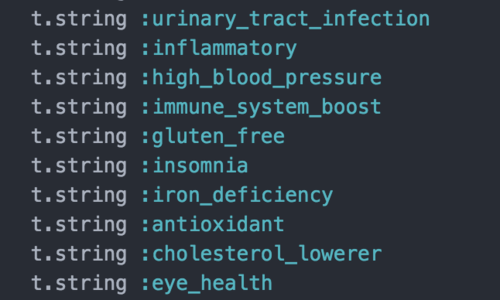 t.string :urinary_tract_infection
t.string :inflammatory
t.string :high_blood_pressure
t.string :immune_system_boost
t.string :gluten_free
t.string :insomnia
t.string :iron_deficiency
t.string :antioxidant
t.string :cholesterol_lowerer
t.string :eye_health